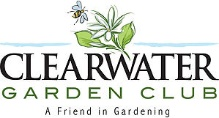 CLEARWATER
GARDEN CLUB
A Friend in Gardening